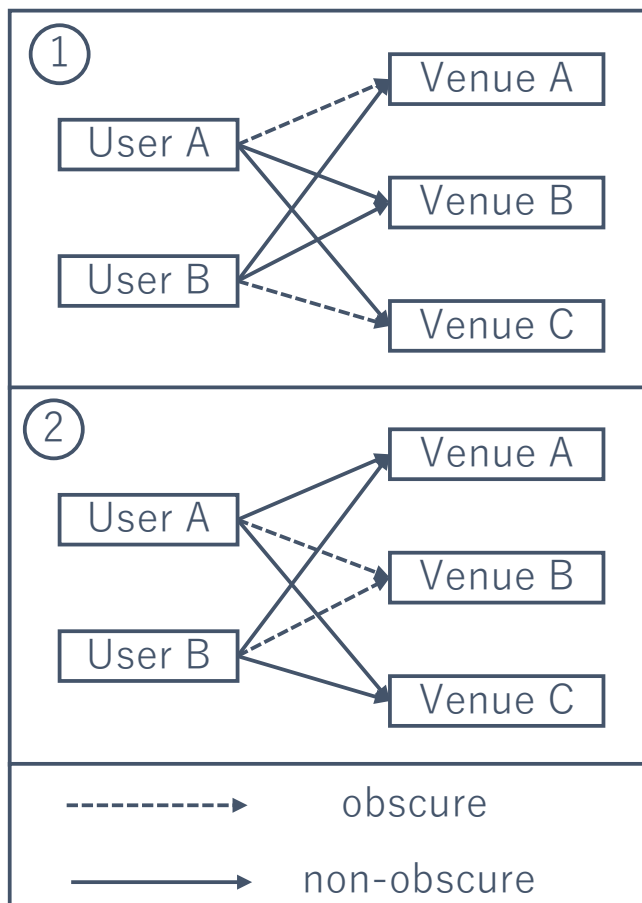 1
Venue A
User A
Venue B
User B
Venue C
2
Venue A
User A
Venue B
User B
Venue C
obscure
non-obscure